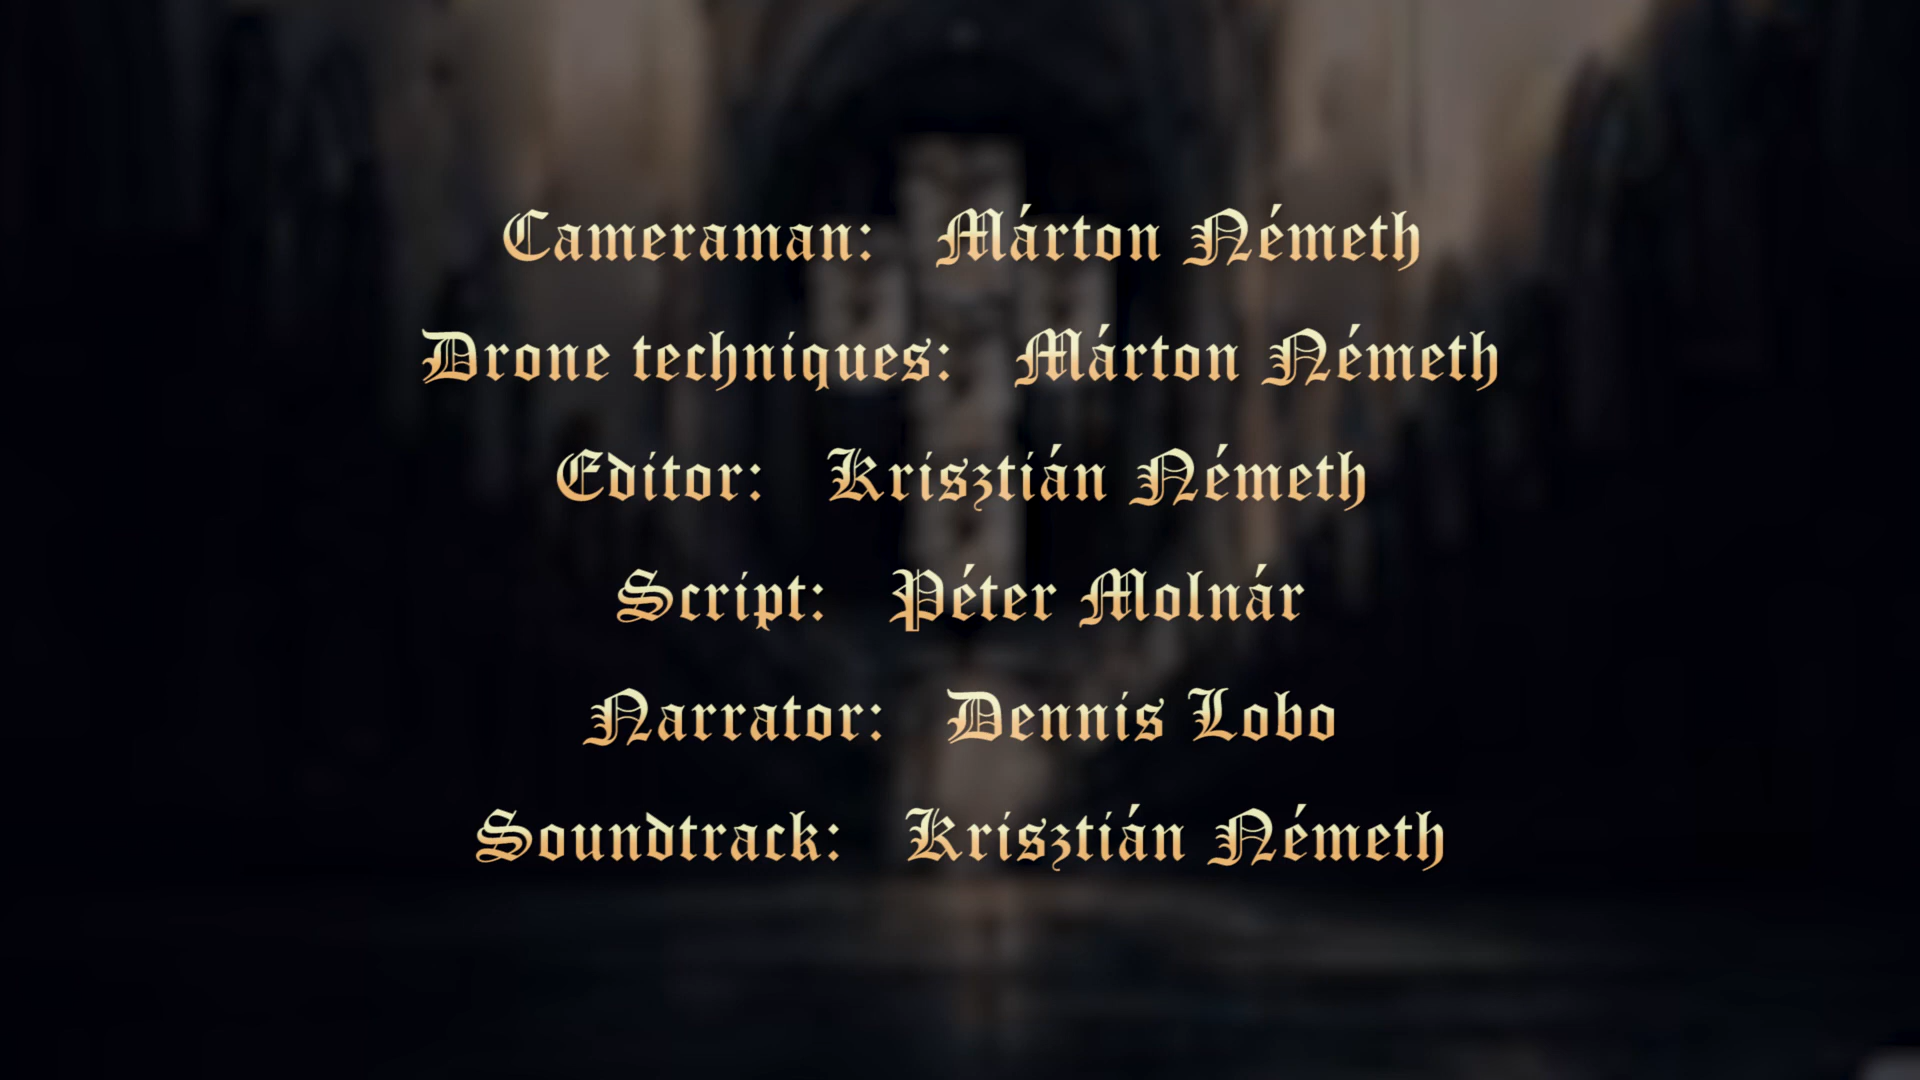 Cameraman: Márton Németh
Drone techniques: Márton Németh
Editor: Krisztián Németh
Script: Péter Molnár
Narrator: Dennis Lobo
Soundtrack: Krisztián Németh